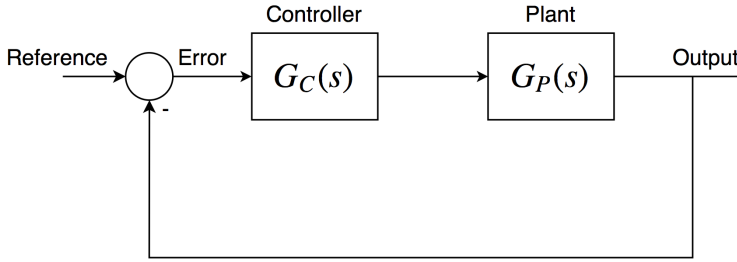 Controller
Plant
Reference
Error
G_C(s)
G_P(s)
Output
-